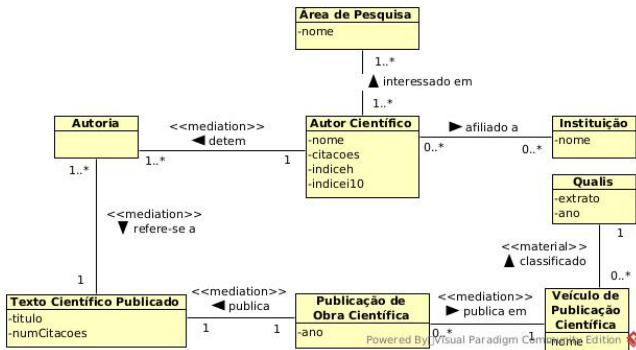 Área de Pesquisa
-nome
1..*
interessado em
1..*
Autoria
<<mediation>>
detem
1..*
1
Autor Científico
-nome
-citacoes
-indiceh
-indicei10
afiliado a
0..*
0..*
Instituição
-nome
Qualis
-extrato
-ano
1
<<material>>
classificado
0..*
1..*
<<mediation>>
refere-se a
1
Texto Científico Publicado
-titulo
-numCitacoes
<<mediation>>
publica
1
1
Publicação de
Obra Científica
-ano
<<mediation>>
publica em
0..*
1
Veículo de
Publicação
Científica
-nome
Powered By Visual Paradigm Community Edition